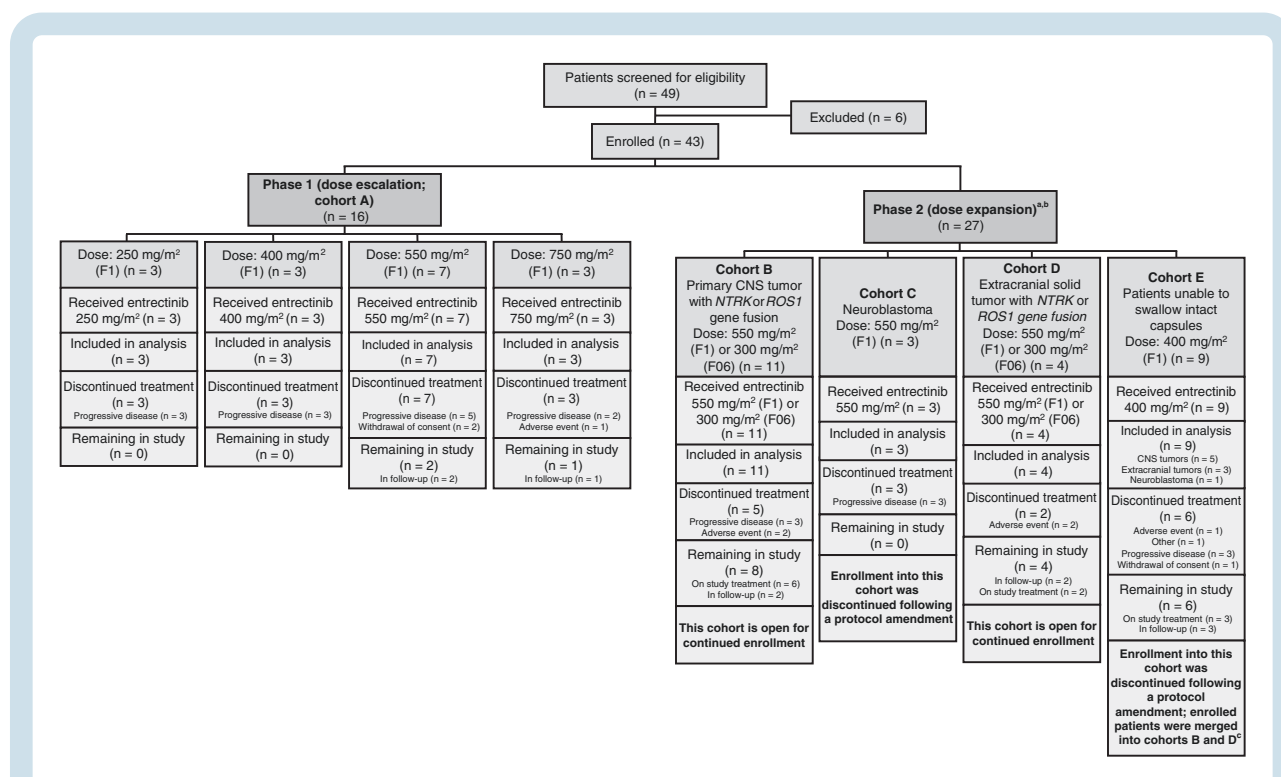 Patients screened for eligibility
(n = 49)
Excluded (n = 6)
Enrolled (n = 43)
Phase 1 (dose escalation;
cohort A)
(n = 16)
Phase 2 (dose expansion)a,b
n = 27)
Dose: 250 mg/m²
(F1) (n = 3)
Received entrectinib
250 mg/m² (n = 3)
Included in analysis
(n = 3)
Discontinued treatment
(n = 3)
Progressive disease (n = 3)
Remaining in study
(n = 0)
Dose: 400 mg/m²
(F1) (n = 3)
Received entrectinib
400 mg/m² (n = 3)
Included in analysis
(n = 3)
Discontinued treatment
(n = 3)
Progressive disease (n = 3)
Remaining in study
(n = 0)
Dose: 550 mg/m²
(F1) (n = 7)
Received entrectinib
550 mg/m² (n = 7)
Included in analysis
(n = 7)
Discontinued treatment
(n = 7)
Progressive disease (n = 5)
Withdrawal of consent (n = 2)
Remaining in study
(n = 2)
In follow-up (n = 2)
Dose: 750 mg/m²
(F1) (n = 3)
Received entrectinib
750 mg/m² (n = 3)
Included in analysis
(n = 3)
Discontinued treatment
(n = 3)
Progressive disease (n = 2)
Adverse event (n = 1)
Remaining in study
(n = 1)
In follow-up (n = 1)
Cohort B
Primary CNS tumor
with NTRK or ROS1
gene fusion
Dose: 550 mg/m²
(F1) or 300 mg/m²
(F06) (n = 11)
Received entrectinib
550 mg/m² (F1) or
300 mg/m² (F06)
(n = 11)
Included in analysis
(n = 11)
Discontinued treatment
(n = 5)
Progressive disease (n = 3)
Adverse event (n = 2)
Remaining in study
(n = 8)
On study treatment (n = 6)
In follow-up (n = 2)
This cohort is open for
continued enrollment
Cohort C
Neuroblastoma
Dose: 550 mg/m²
(F1) (n = 3)
Received entrectinib
550 mg/m² (n = 3)
Included in analysis
(n = 3)
Discontinued treatment
(n = 3)
Progressive disease (n = 3)
Remaining in study
(n = 0)
Enrollment into this
cohort was
discontinued following
a protocol amendment
Cohort D
Extracranial solid
tumor with NTRK
or ROS1 gene fusion
Dose: 550 mg/m²
(F1) or 300 mg/m²
(F06) (n = 4)
Received entrectinib
550 mg/m² (F1) or
300 mg/m² (F06)
(n = 4)
Included in analysis
(n = 4)
Discontinued treatment
(n = 2)
Adverse event (n = 2)
Remaining in study
(n = 4)
In follow-up (n = 2)
On study treatment (n = 2)
This cohort is open for
continued enrollment
Cohort E
Patients unable to
swallow intact
capsules
Dose: 400 mg/m²
(F1) (n = 9)
Received entrectinib
400 mg/m² (n = 9)
Included in analysis
(n = 9)
CNS tumors (n = 5)
Extracranial tumors (n = 3)
Neuroblastoma (n = 1)
Discontinued treatment
(n = 6)
Adverse event (n = 1)
Other (n = 1)
Progressive disease (n = 3)
Withdrawal of consent (n = 1)
Remaining in study
(n = 6)
On study treatment (n = 3)
In follow-up (n = 3)
Enrollment into this
cohort was
discontinued following
a protocol
amendment; enrolled
patients were merged
into cohorts B and Dc